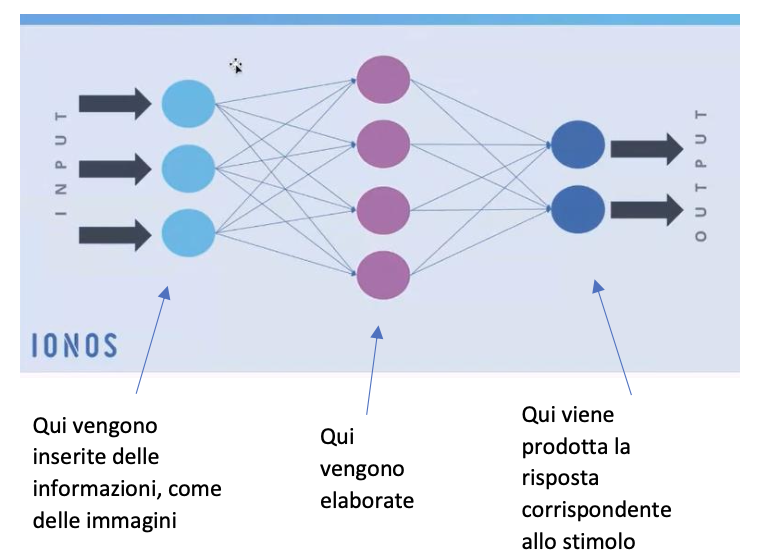 INPUT
OUTPUT
IONOS
Qui vengono
inserite delle
informazioni, come
delle immagini
Qui
vengono
elaborate
Qui viene
prodotta la
risposta
corrispondente
allo stimolo